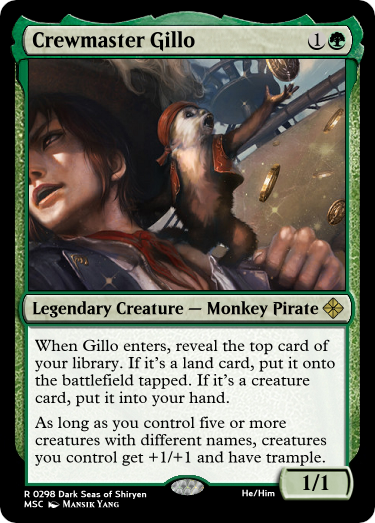 Crewmaster Gillo 1
Legendary Creature — Monkey Pirate
When Gillo enters, reveal the top card of
your library. If it's a land card, put it onto
the battlefield tapped. If it's a creature
card, put it into your hand.
As long as you control five or more
creatures with different names, creatures
you control get +1/+1 and have trample.
1/1
R 0298 Dark Seas of Shiryen He/Him
MSC Mansik Yang